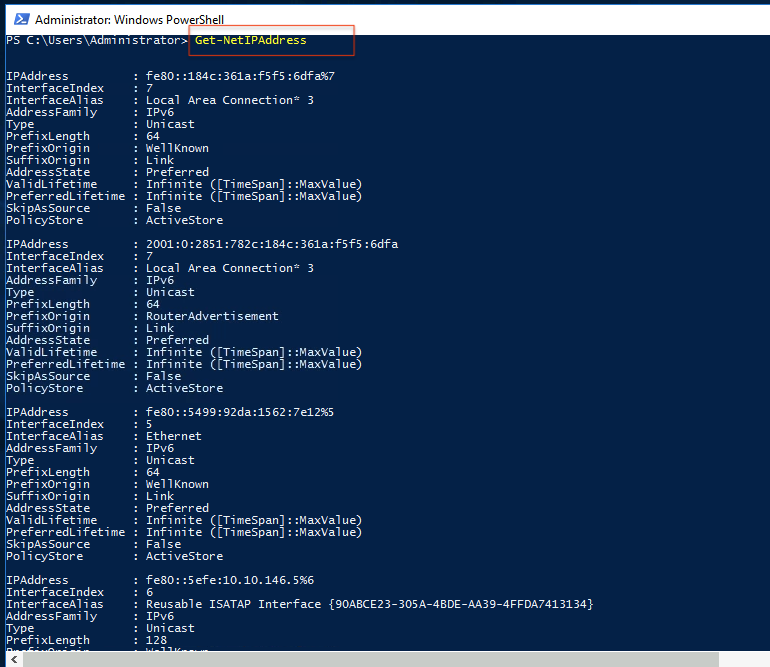 Administrator: Windows PowerShell
PS C:\Users\Administrator> Get-NetIPAddress
IPAddress         : fe80::184c:361a:f5f5:6dfa%7
InterfaceIndex    : 7
InterfaceAlias    : Local Area Connection* 3
AddressFamily     : IPv6
Type              : Unicast
PrefixLength      : 64
PrefixOrigin      : WellKnown
SuffixOrigin      : Link
AddressState      : Preferred
ValidLifetime     : Infinite ([TimeSpan]::MaxValue)
PreferredLifetime : Infinite ([TimeSpan]::MaxValue)
SkipAsSource      : False
PolicyStore       : ActiveStore
IPAddress         : 2001:0:2851:782c:184c:361a:f5f5:6dfa
InterfaceIndex    : 7
InterfaceAlias    : Local Area Connection* 3
AddressFamily     : IPv6
Type              : Unicast
PrefixLength      : 64
PrefixOrigin      : RouterAdvertisement
SuffixOrigin      : Link
AddressState      : Preferred
ValidLifetime     : Infinite ([TimeSpan]::MaxValue)
PreferredLifetime : Infinite ([TimeSpan]::MaxValue)
SkipAsSource      : False
PolicyStore       : ActiveStore
IPAddress         : fe80::5499:92da:1562:7e12%5
InterfaceIndex    : 5
InterfaceAlias    : Ethernet
AddressFamily     : IPv6
Type              : Unicast
PrefixLength      : 64
PrefixOrigin      : WellKnown
SuffixOrigin      : Link
AddressState      : Preferred
ValidLifetime     : Infinite ([TimeSpan]::MaxValue)
PreferredLifetime : Infinite ([TimeSpan]::MaxValue)
SkipAsSource      : False
PolicyStore       : ActiveStore
IPAddress         : fe80::5efe:10.10.146.5%6
InterfaceIndex    : 6
InterfaceAlias    : Reusable ISATAP Interface {90ABCE23-305A-4BDE-AA39-4FFDA7413134}
AddressFamily     : IPv6
Type              : Unicast
PrefixLength      : 128
PrefixOrigin      : WellKnown